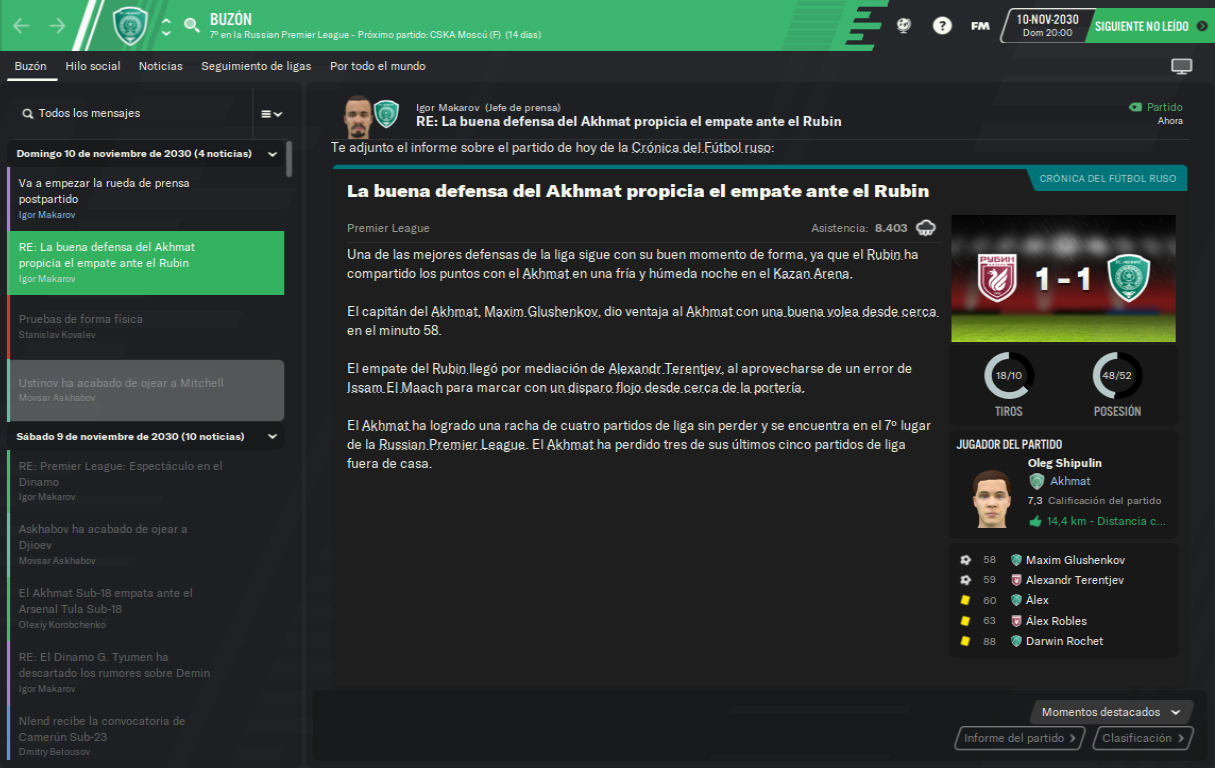 BUZÓN
7º en la Russian Premier League - Próximo partido: CSKA Moscú (F) (14 días)
?
FM
10-NOV-2030
Dom 20:00
SIGUIENTE NO LEÍDO
Buzón
Hilo social
Noticias
Seguimiento de ligas
Por todo el mundo
Todos los mensajes
Domingo 10 de noviembre de 2030 (4 noticias)
Va a empezar la rueda de prensa
postpartido
Igor Makarov
RE: La buena defensa del Akhmat
propicia el empate ante el Rubin
Igor Makarov
Pruebas de forma física
Stanislav Kovalev
Ustinov ha acabado de ojear a Mitchell
Movsar Askhabov
Sábado 9 de noviembre de 2030 (10 noticias)
RE: Premier League: Espectáculo en el
Dinamo
Igor Makarov
Askhabov ha acabado de ojear a
Djioev
Movsar Askhabov
El Akhmat Sub-18 empata ante el
Arsenal Tula Sub-18
Olexiy Korobchenko
RE: El Dinamo G. Tyumen ha
descartado los rumores sobre Demin
Igor Makarov
Nlend recibe la convocatoria de
Camerún Sub-23
Dmitry Belousov
Igor Makarov (Jefe de prensa)
RE: La buena defensa del Akhmat propicia el empate ante el Rubin
Partido
Ahora
Te adjunto el informe sobre el partido de hoy de la Crónica del Fútbol ruso:
CRÓNICA DEL FÚTBOL RUSO
La buena defensa del Akhmat propicia el empate ante el Rubin
Premier League
Asistencia: 8.403
Una de las mejores defensas de la liga sigue con su buen momento de forma, ya que el Rubin ha
compartido los puntos con el Akhmat en una fría y húmeda noche en el Kazan Arena.
El capitán del Akhmat, Maxim Glushenkov, dio ventaja al Akhmat con una buena volea desde cerca
en el minuto 58.
El empate del Rubin llegó por mediación de Alexandr Terentjev, al aprovecharse de un error de
Issam El Maach para marcar con un disparo flojo desde cerca de la portería.
El Akhmat ha logrado una racha de cuatro partidos de liga sin perder y se encuentra en el 7º lugar
de la Russian Premier League. El Akhmat ha perdido tres de sus últimos cinco partidos de liga
fuera de casa.
РУБИН
1 - 1
18/10
48/52
TIROS
POSESIÓN
JUGADOR DEL PARTIDO
Oleg Shipulin
Akhmat
7,3 Calificación del partido
14,4 km - Distancia c...
58 Maxim Glushenkov
59 Alexandr Terentjev
60 Àlex
63 Álex Robles
88 Darwin Rochet
Momentos destacados
Informe del partido
Clasificación